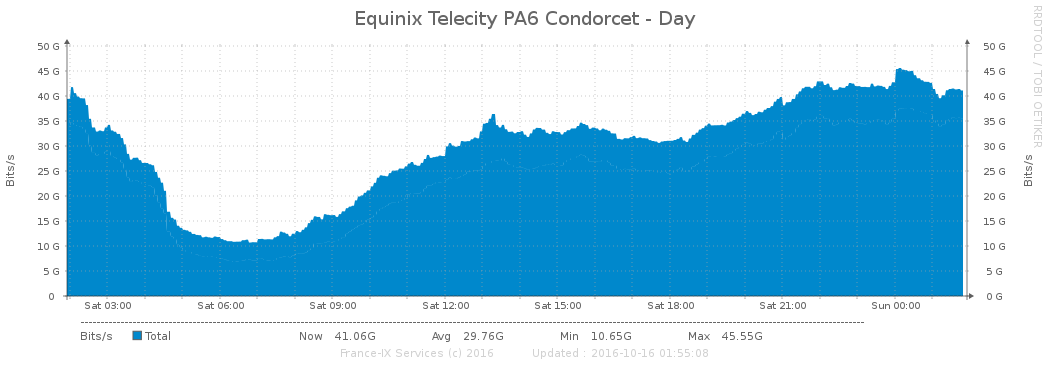 Equinix Telecity PA6 Condorcet - Day
RRDTOOL / TOBI OETIKER
50 G 50 G
45 G 45 G
40 G 40 G
35 G 35 G
30 G 30 G
25 G 25 G
20 G 20 G
15 G 15 G
10 G 10 G
5 G 5 G
0 0 G
Bits/s
Bits/s
Sat 03:00 Sat 06:00 Sat 09:00 Sat 12:00 Sat 15:00 Sat 18:00 Sat 21:00 Sun 00:00
Bits/s Total Now 41.06G Avg 29.76G Min 10.65G Max 45.55G
France-IX Services (c) 2016 Updated : 2016-10-16 01:55:08